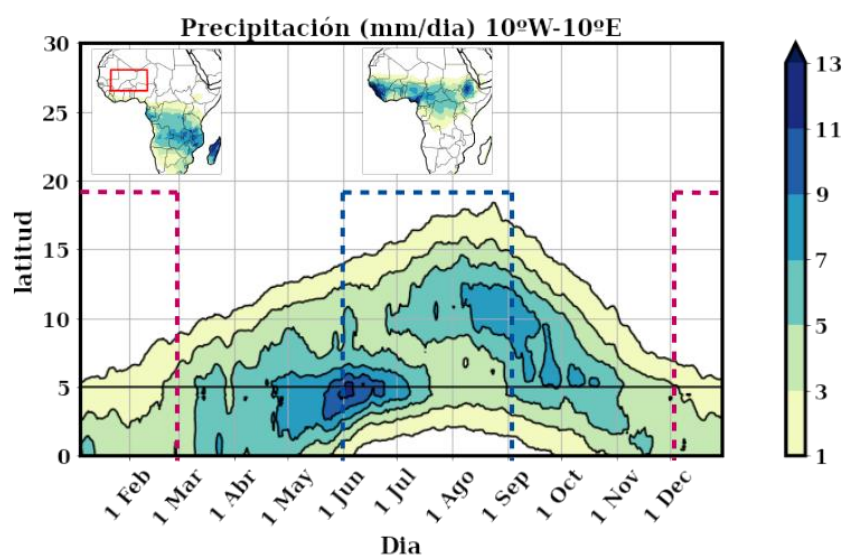 Precipitación (mm/dia) 10ºW-10ºE
30
25
20
15
10
5
0
latitud
1 Feb
1 Mar
1 Abr
1 May
1 Jun
1 Jul
1 Ago
1 Sep
1 Oct
1 Nov
1 Dec
Dia
13
11
9
7
5
3
1